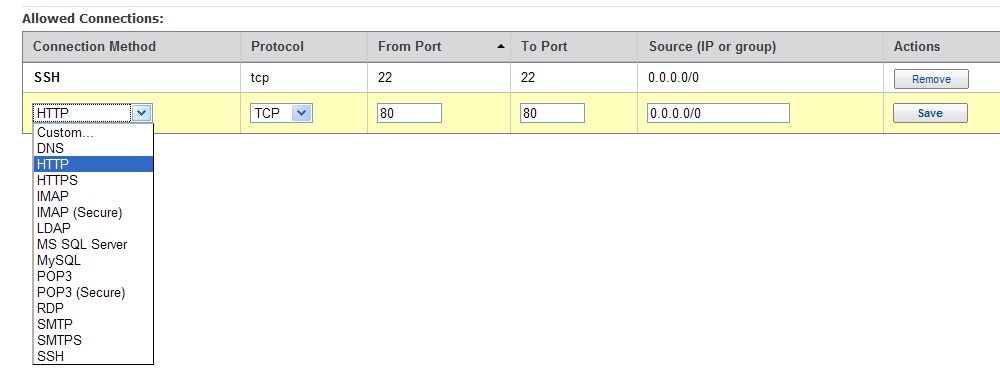 Allowed Connections:
Connection Method Protocol From Port To Port Source (IP or group) Actions
SSH tcp 22 22 0.0.0.0/0 Remove
HTTP TCP 80 80 0.0.0.0/0 Save
Custom...
DNS
HTTP
HTTPS
IMAP
IMAP (Secure)
LDAP
MS SQL Server
MySQL
POP3
POP3 (Secure)
RDP
SMTP
SMTPS
SSH